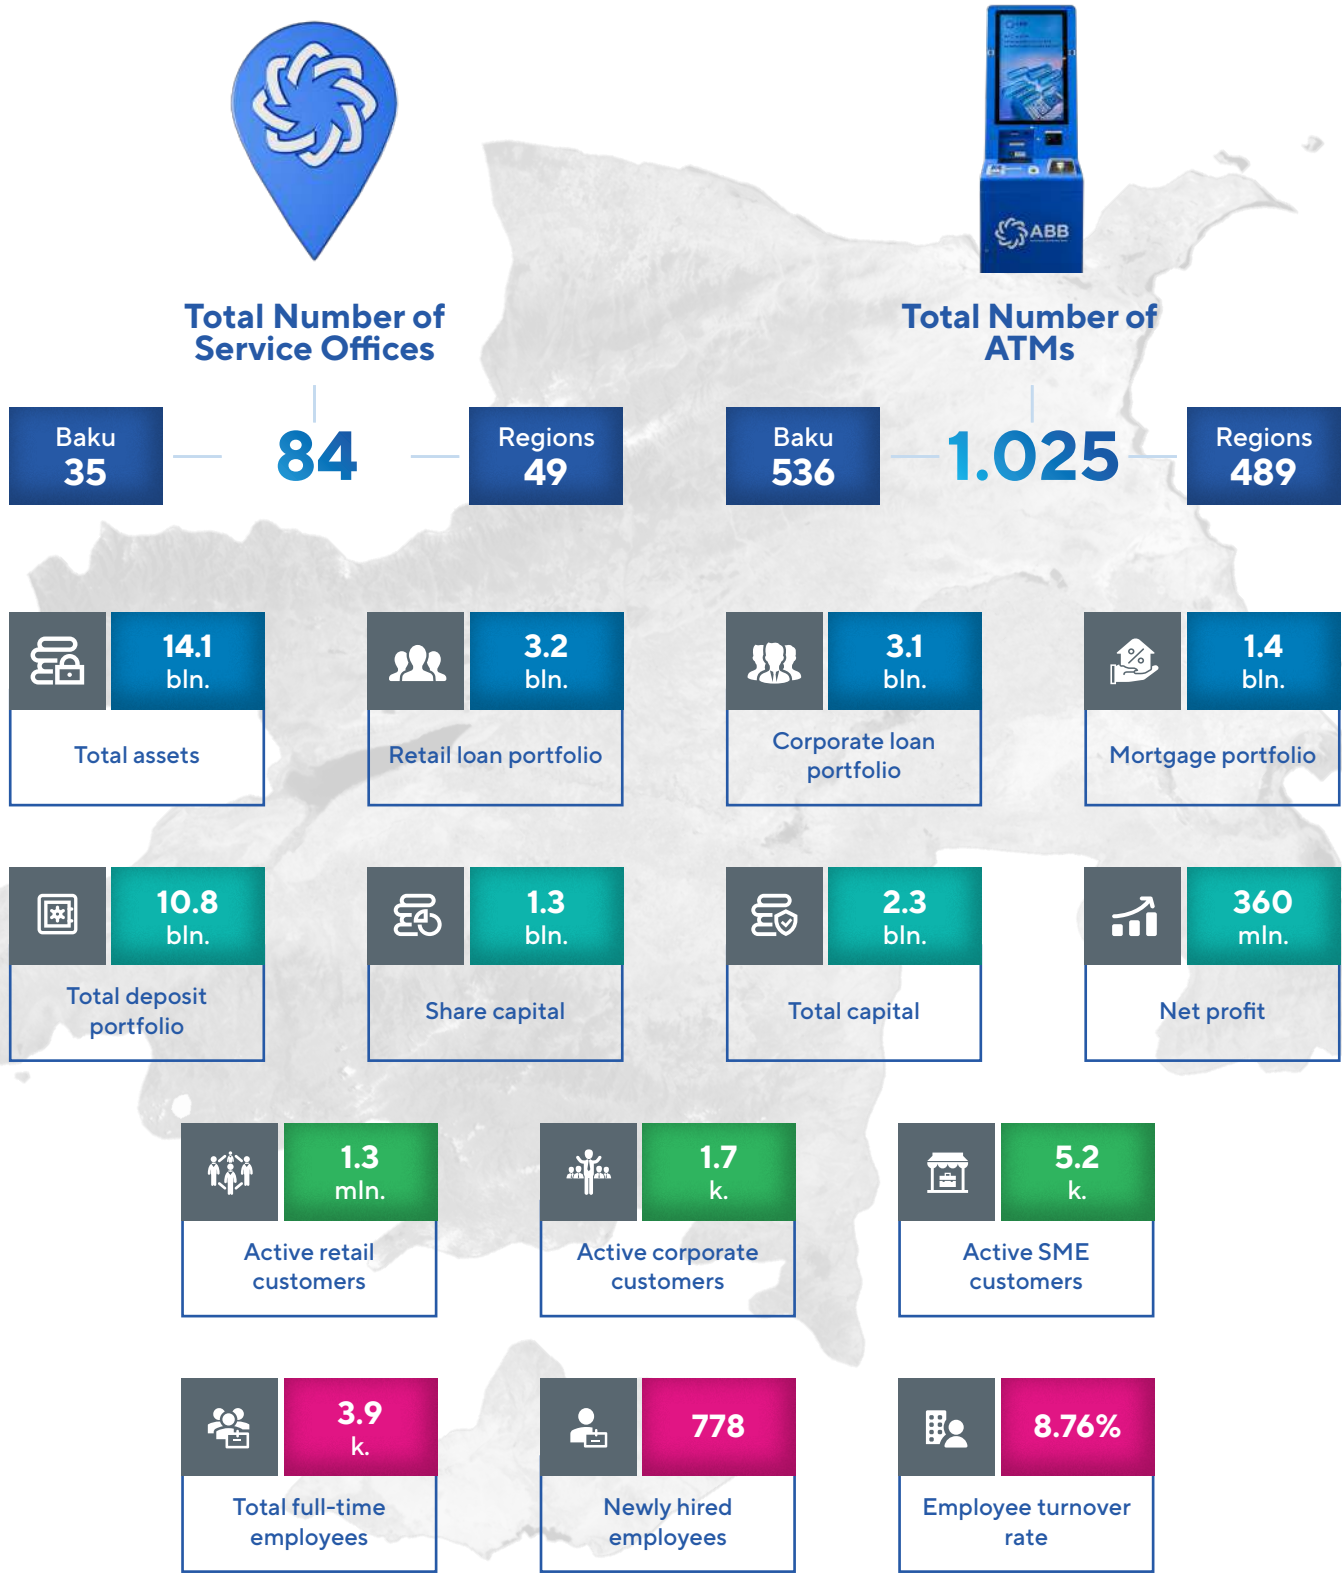 ABB
ABB
Total Number of
Service Offices
Baku
35
84
Regions
49
Total Number of
ATMs
Baku
536
1.025
Regions
489
14.1
bln.
Total assets
3.2
bln.
Retail loan portfolio
3.1
bln.
Corporate loan
portfolio
1.4
bln.
Mortgage portfolio
10.8
bln.
Total deposit
portfolio
1.3
bln.
Share capital
2.3
bln.
Total capital
360
mln.
Net profit
1.3
mln.
Active retail
customers
1.7
k.
Active corporate
customers
5.2
k.
Active SME
customers
3.9
k.
Total full-time
employees
778
Newly hired
employees
8.76%
Employee turnover
rate